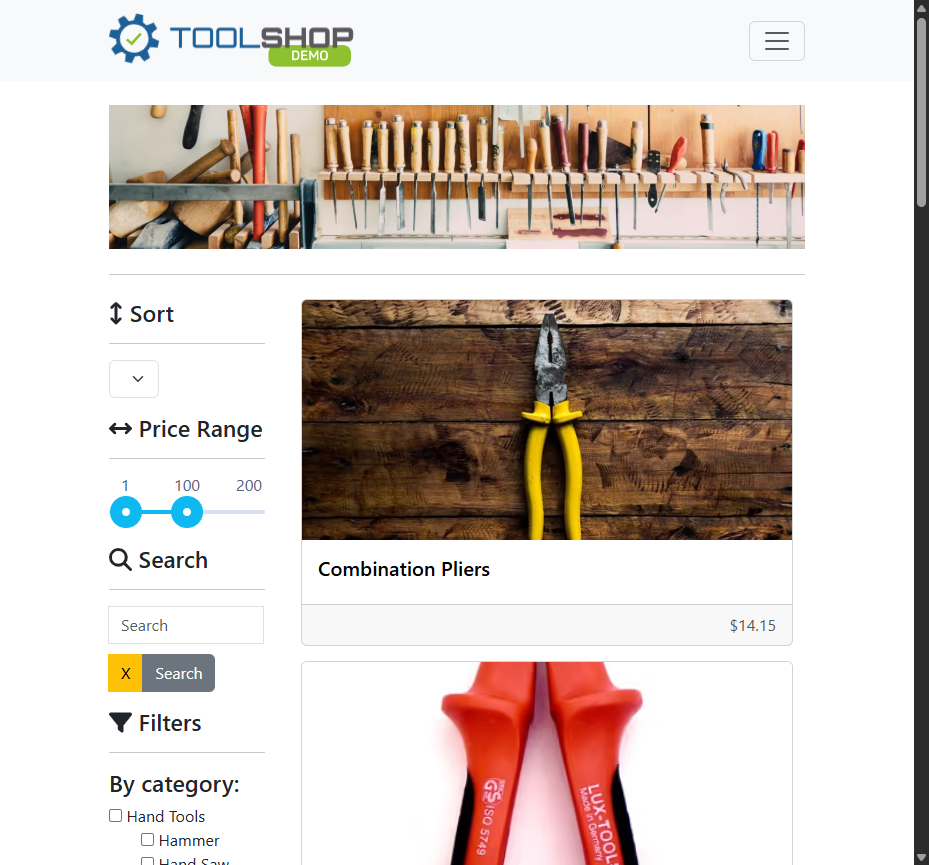 TOOLSHOP
DEMO
Sort
Price Range
1 100 200
Search
Search
X Search
Filters
By category:
Hand Tools
Hammer
Hand Saw
Combination Pliers
$14.15
GS ISO 5749
LUX-TOOLS
Made in Germany